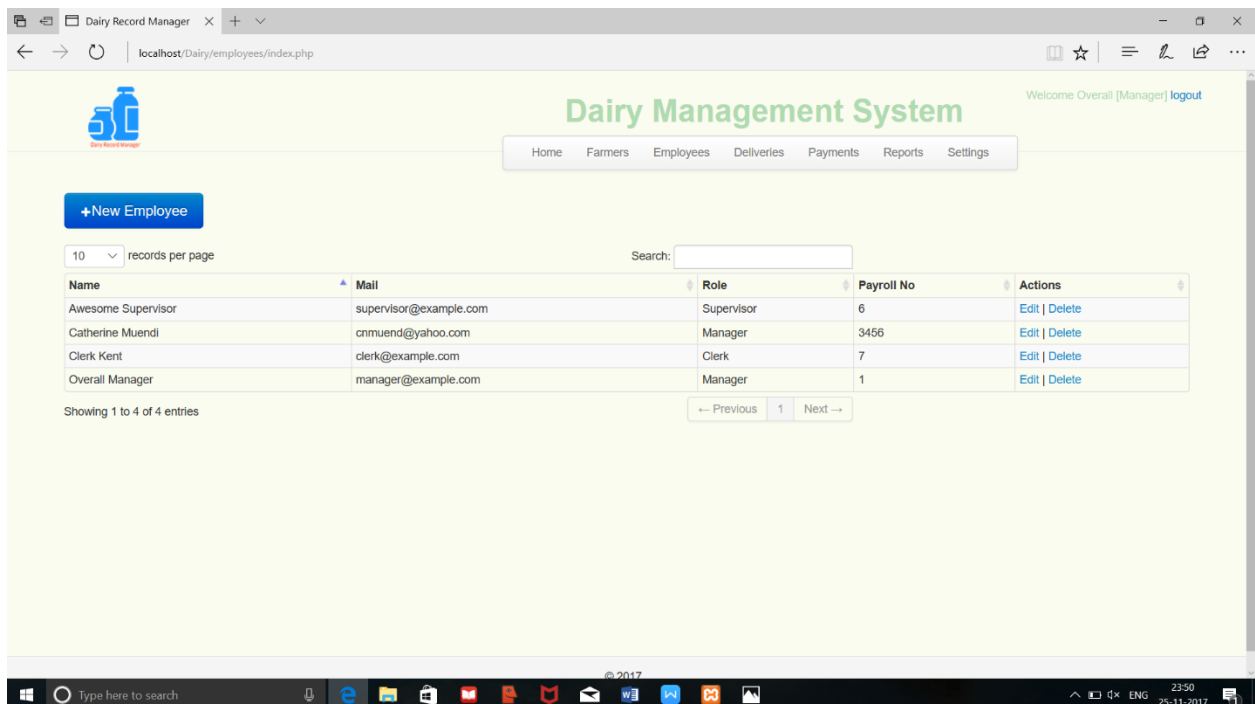 Dairy Record Manager
localhost/Dairy/employees/index.php
Dairy Record Manager
Dairy Management System
Welcome Overall [Manager] logout
Home Farmers Employees Deliveries Payments Reports Settings
+New Employee
10 records per page Search:
Name Mail Role Payroll No Actions
Awesome Supervisor supervisor@example.com Supervisor 6 Edit | Delete
Catherine Muendi cnmuend@yahoo.com Manager 3456 Edit | Delete
Clerk Kent clerk@example.com Clerk 7 Edit | Delete
Overall Manager manager@example.com Manager 1 Edit | Delete
Showing 1 to 4 of 4 entries ← Previous 1 Next →
© 2017
Type here to search ENG 23:50
25-11-2017